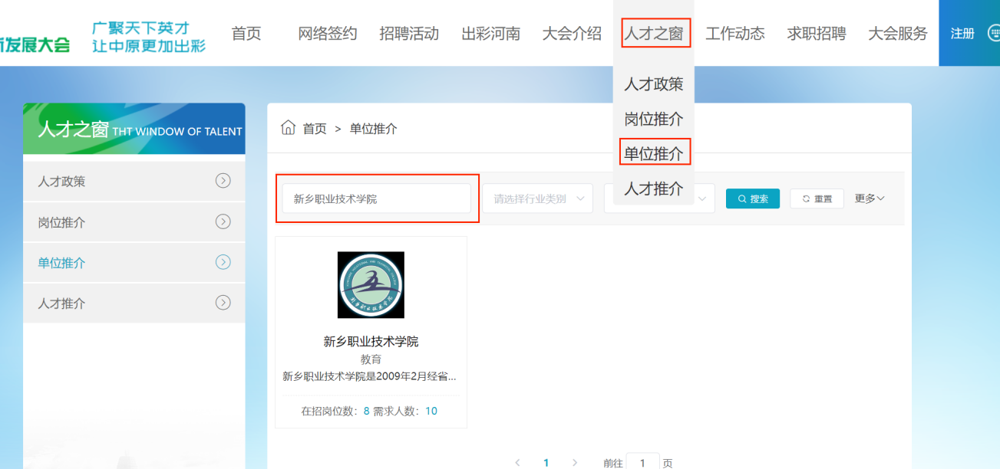 新发展大会
广聚天下英才
让中原更加出彩
首页
网络签约
招聘活动
出彩河南
大会介绍
人才之窗
工作动态
求职招聘
大会服务
注册
人才政策
岗位推介
单位推介
人才推介
人才之窗 THT WINDOW OF TALENT
人才政策
岗位推介
单位推介
人才推介
首页 > 单位推介
新乡职业技术学院
请选择行业类别
搜索
重置
更多
新乡职业技术学院
教育
新乡职业技术学院是2009年2月经省...
在招岗位数：8 需求人数：10
< 1 > 前往 1 页